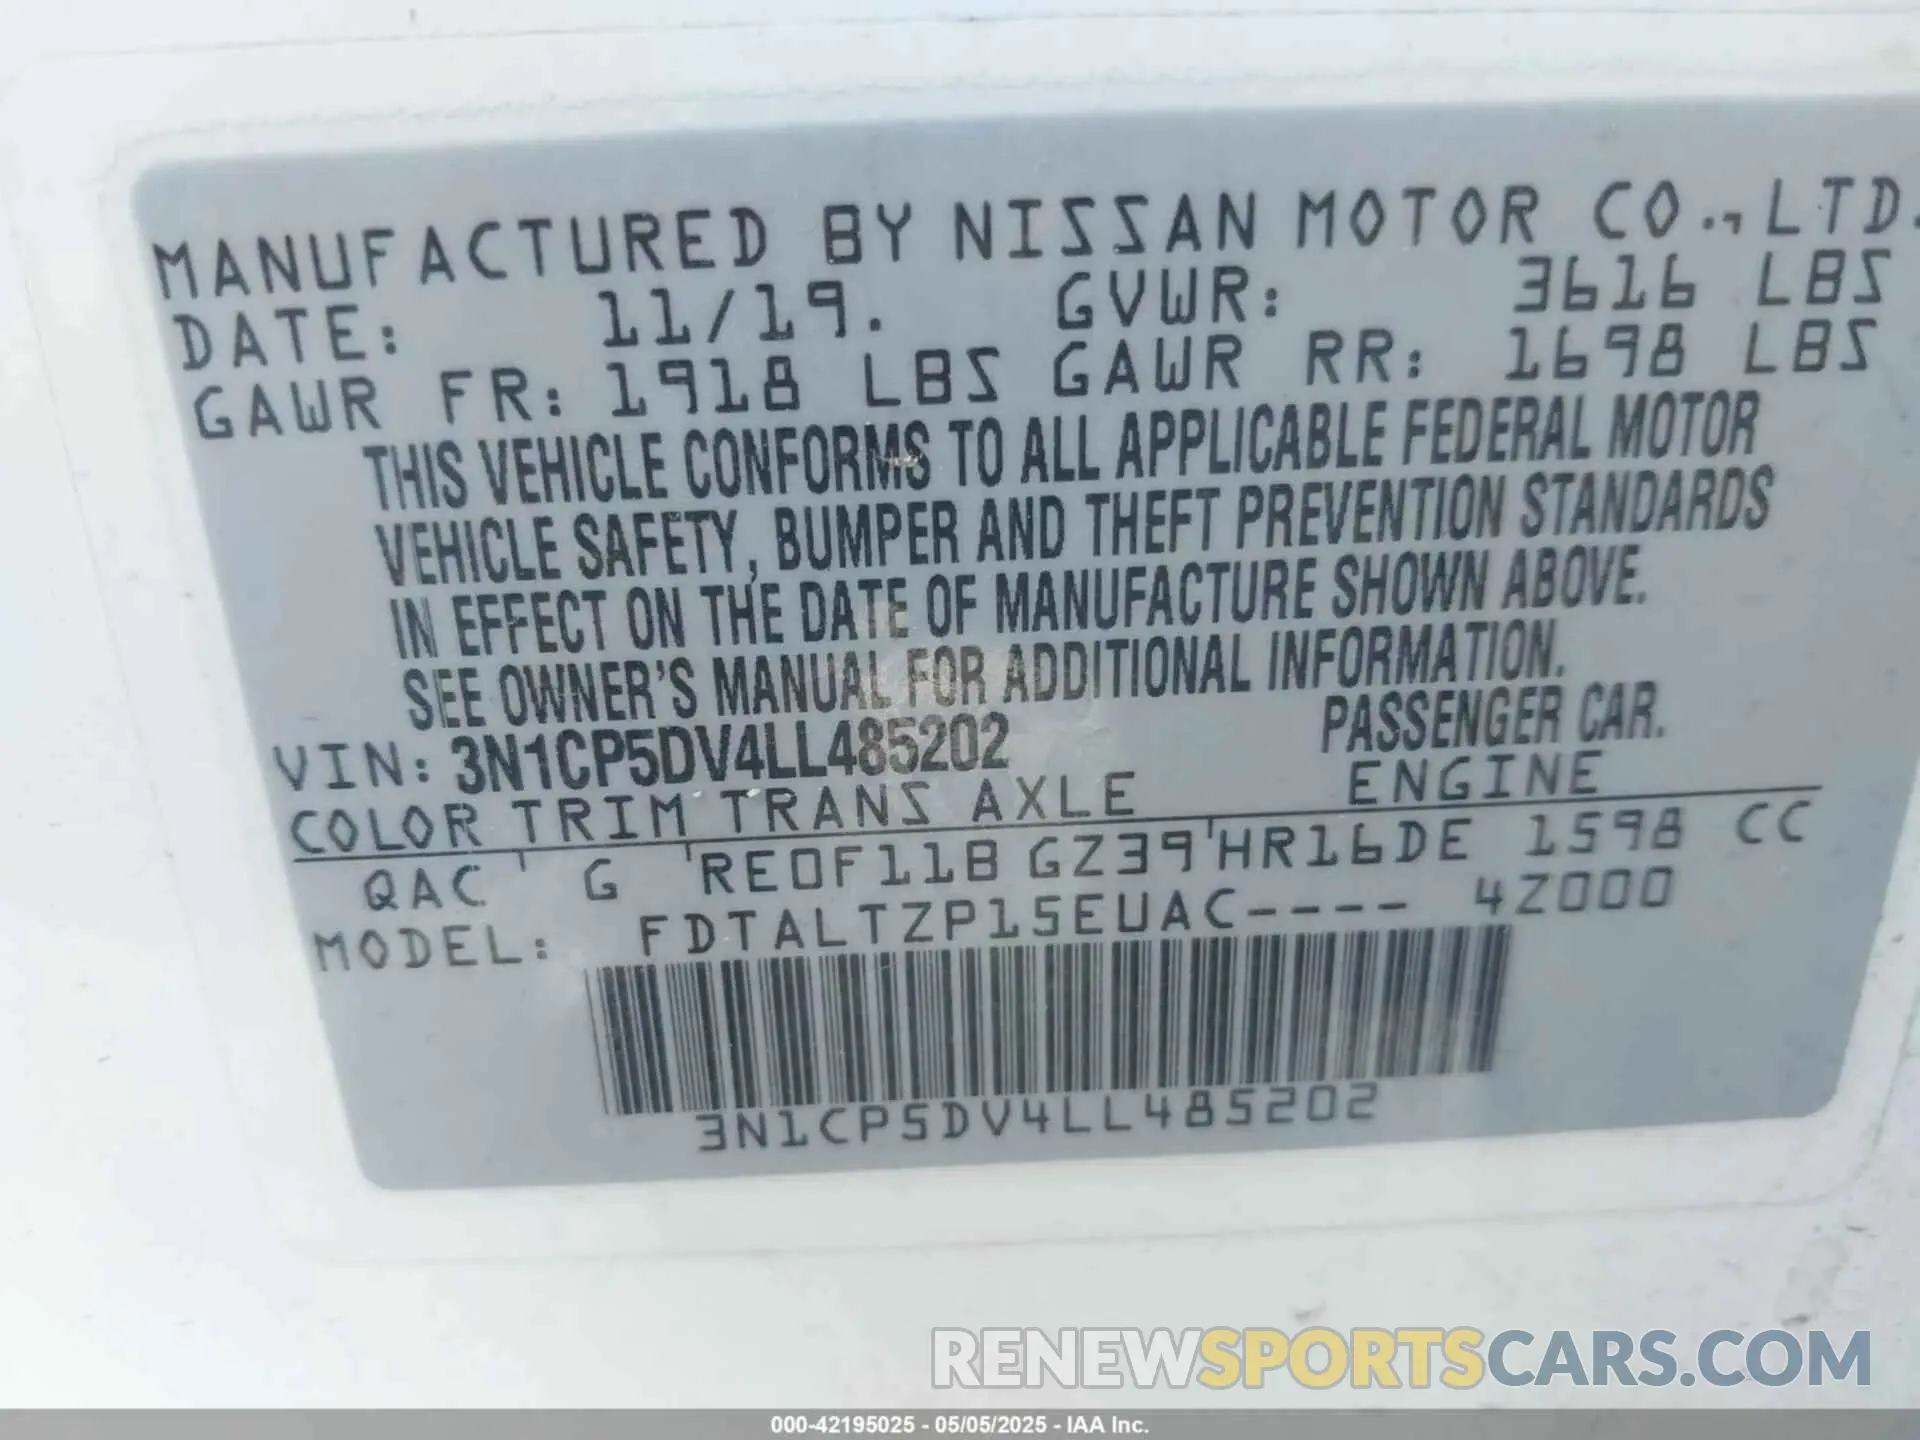 MANUFACTURED BY NISSAN MOTOR CO., LTD.
DATE: 11/19. GVWR: 3616 LBS
GAWR FR: 1918 LBS GAWR RR: 1698 LBS
THIS VEHICLE CONFORMS TO ALL APPLICABLE FEDERAL MOTOR
VEHICLE SAFETY, BUMPER AND THEFT PREVENTION STANDARDS
IN EFFECT ON THE DATE OF MANUFACTURE SHOWN ABOVE.
SEE OWNER'S MANUAL FOR ADDITIONAL INFORMATION.
VIN: 3N1CP5DV4LL485202 PASSENGER CAR.
COLOR TRIM TRANS AXLE ENGINE
QAC G RE0F11B GZ39 HR16DE 1598 CC
MODEL: FDTALTZP15EUAC---- 4Z000
3N1CP5DV4LL485202
RENEWSPORTSCARS.COM
000-42195025 - 05/05/2025 - IAA Inc.